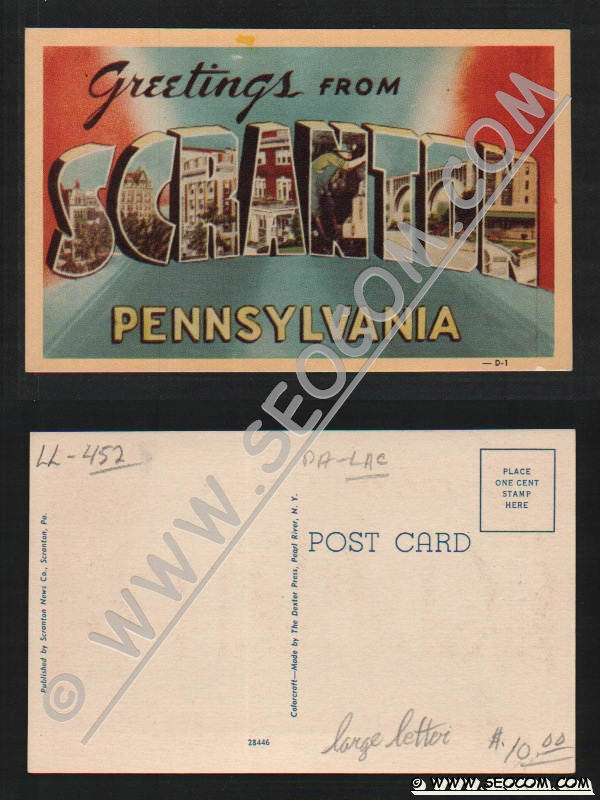 Greetings FROM
SCRANTON
PENNSYLVANIA
— D-1
© WWW.SEOCOM.COM
LL-452
PA-LAC
PLACE
ONE CENT
STAMP
HERE
POST CARD
Published by Scranton News Co., Scranton, Pa.
Colorcraft—Made by The Dexter Press, Pearl River, N. Y.
28446
large letter
$.10.00
© WWW.SEOCOM.COM